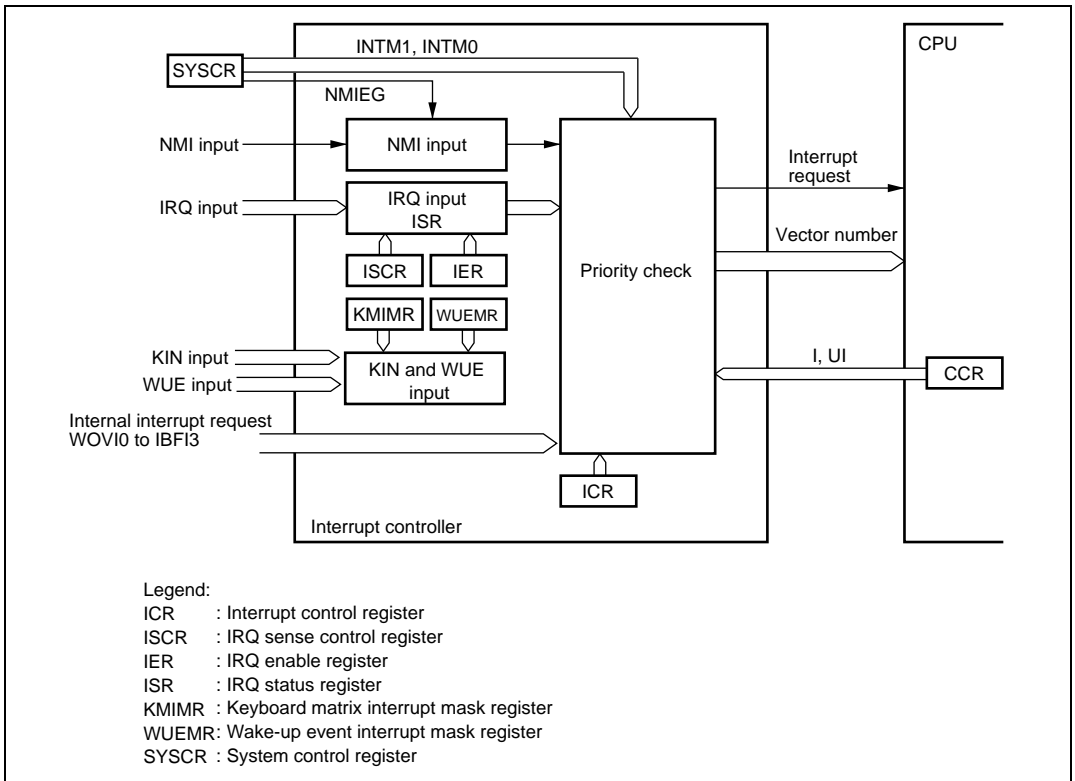 INTM1, INTM0
CPU
SYSCR
NMIEG
NMI input
NMI input
Interrupt
request
IRQ input
IRQ input
ISR
Vector number
ISCR
IER
Priority check
KMIMR
WUEMR
KIN input
WUE input
KIN and WUE
input
I, UI
CCR
Internal interrupt request
WOVI0 to IBFI3
ICR
Interrupt controller
Legend:
ICR : Interrupt control register
ISCR : IRQ sense control register
IER : IRQ enable register
ISR : IRQ status register
KMIMR : Keyboard matrix interrupt mask register
WUEMR: Wake-up event interrupt mask register
SYSCR : System control register